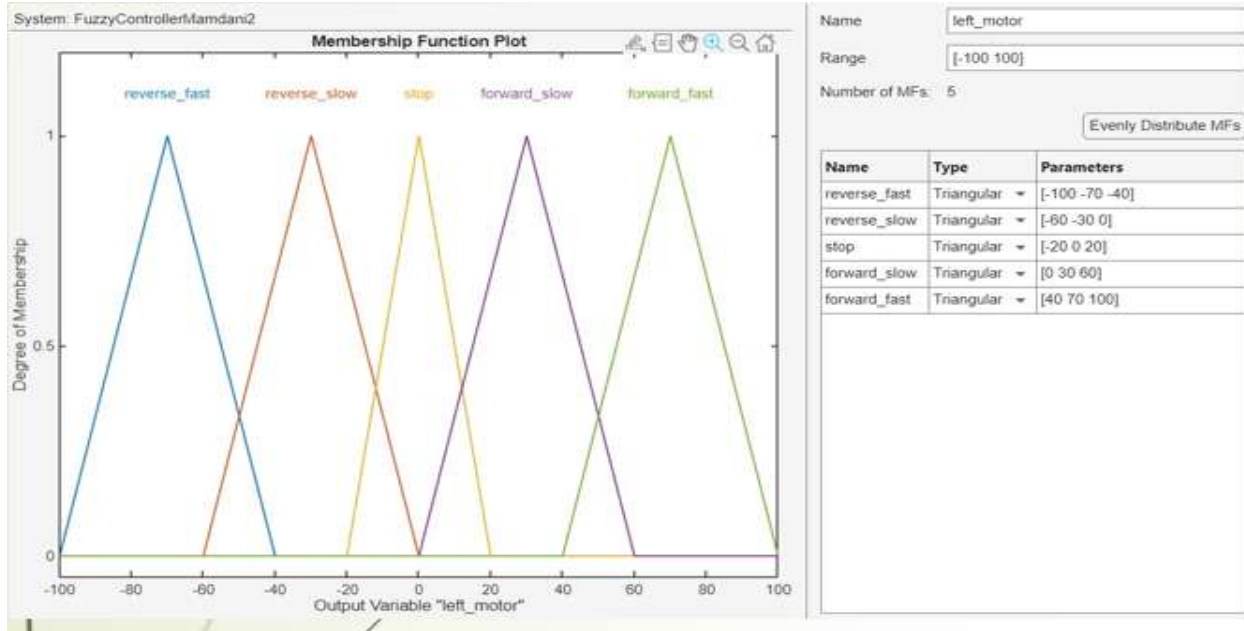 System: FuzzyControllerMamdani2
Membership Function Plot
reverse_fast reverse_slow stop forward_slow forward_fast
1
0.5
0
Degree of Membership
-100 -80 -60 -40 -20 0 20 40 60 80 100
Output Variable "left_motor"
Name left_motor
Range [-100 100]
Number of MFs: 5
Evenly Distribute MFs
Name Type Parameters
reverse_fast Triangular [-100 -70 -40]
reverse_slow Triangular [-60 -30 0]
stop Triangular [-20 0 20]
forward_slow Triangular [0 30 60]
forward_fast Triangular [40 70 100]